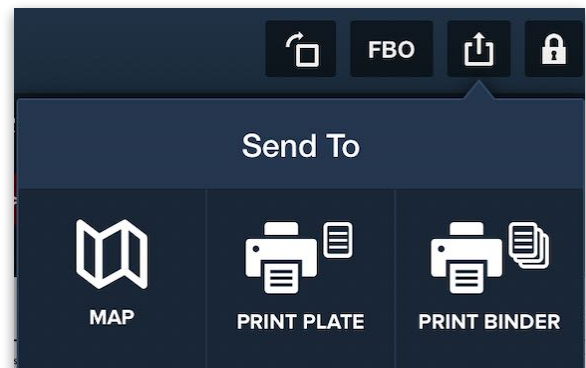 FBO
Send To
MAP
PRINT PLATE
PRINT BINDER